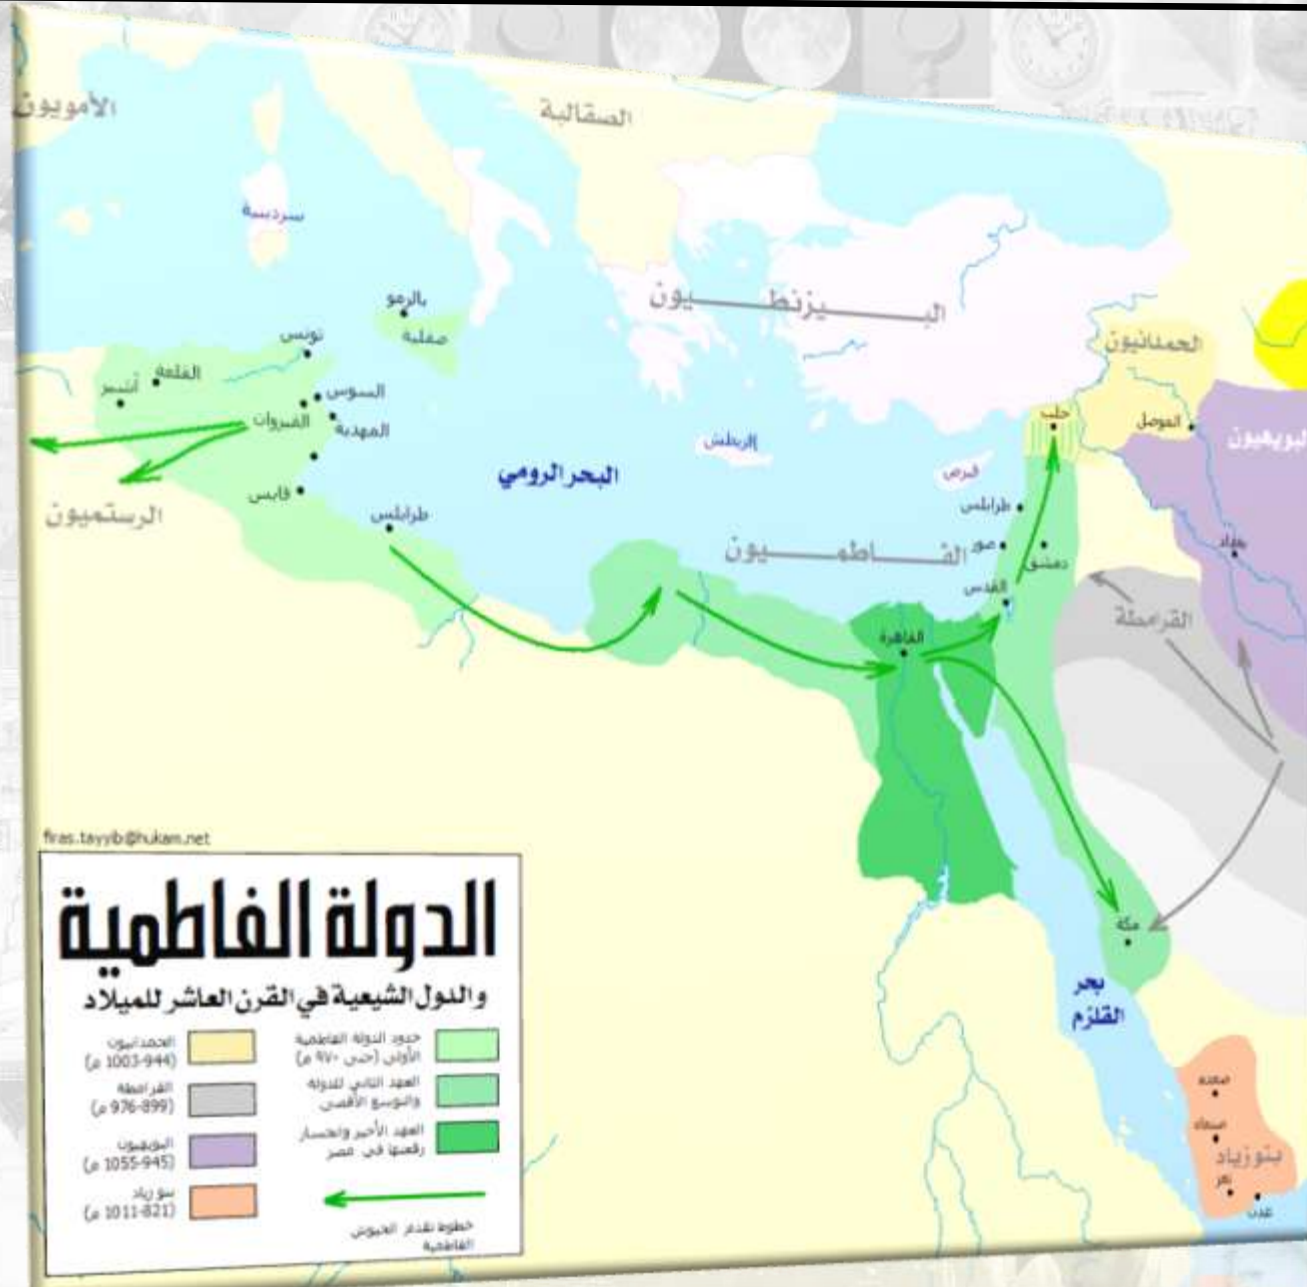 الأمويون
الصقالبة
سردينية
بالرمو
صقلية
تونس
القلعة
أشير
السوس
القيروان
المهدية
قابس
طرابلس
الرستميون
البحر الرومي
البـــيزنطـــيون
الحمدانيون
حلب
الموصل
البويهيون
قبرص
طرابلس
صور
دمشق
الفـــاطمـــيون
القدس
بغداد
القرامطة
القاهرة
مكة
بحر
القلزم
صعدة
صنعاء
بنو زياد
تعز
عدن
firas.tayyib@hukam.net
الدولة الفاطمية
والدول الشيعية في القرن العاشر للميلاد
حدود الدولة الفاطمية
الأولى (حتى ٩٧٠ م)
العهد الثاني للدولة
والتوسع الأقصى
العهد الأخير وانحسار
رقعتها في مصر
خطوط تقدم الجيوش
الفاطمية
الحمدانيون
(944-1003 م)
القرامطة
(899-976 م)
البويهيون
(945-1055 م)
بنو زياد
(821-1011 م)